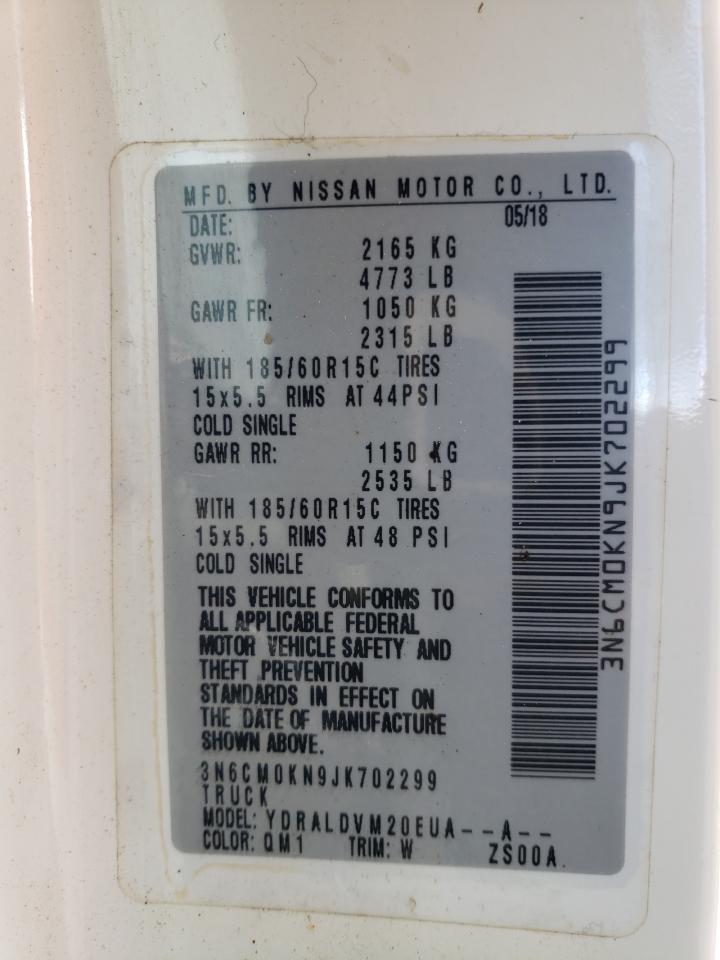 MFD. BY NISSAN MOTOR CO., LTD.
DATE: 05/18
GVWR: 2165 KG
4773 LB
GAWR FR: 1050 KG
2315 LB
WITH 185/60R15C TIRES
15x5.5 RIMS AT 44PSI
COLD SINGLE
GAWR RR: 1150 KG
2535 LB
WITH 185/60R15C TIRES
15x5.5 RIMS AT 48 PSI
COLD SINGLE
THIS VEHICLE CONFORMS TO
ALL APPLICABLE FEDERAL
MOTOR VEHICLE SAFETY AND
THEFT PREVENTION
STANDARDS IN EFFECT ON
THE DATE OF MANUFACTURE
SHOWN ABOVE.
3N6CM0KN9JK702299
TRUCK
MODEL: YDRALDVM20EUA--A--
COLOR: QM1 TRIM: W ZS00A.
3N6CM0KN9JK702299